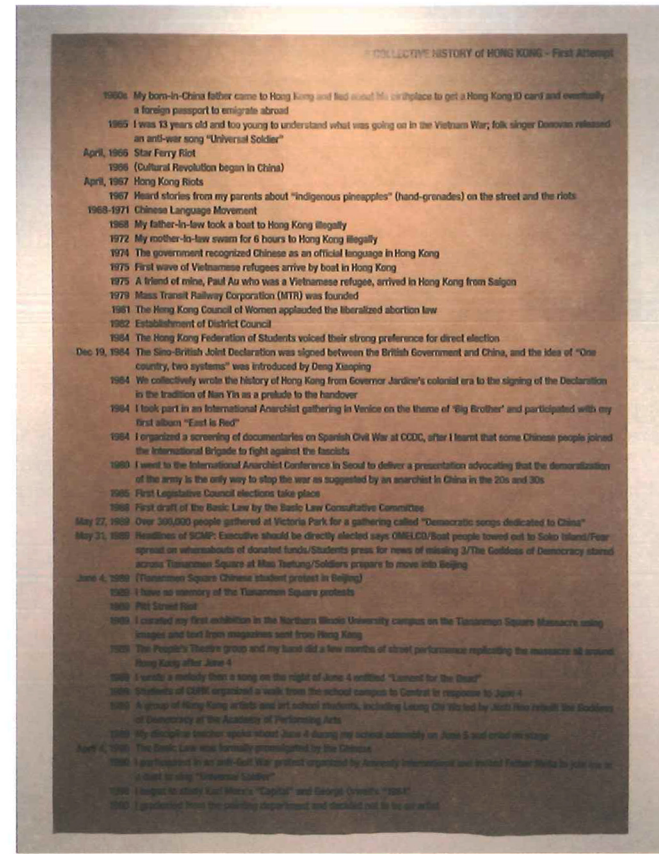 A COLLECTIVE HISTORY of HONG KONG - First Attempt
1960s My born-in-China father came to Hong Kong and lied about his birthplace to get a Hong Kong ID card and eventually
a foreign passport to emigrate abroad
1965 I was 13 years old and too young to understand what was going on in the Vietnam War; folk singer Donovan released
an anti-war song "Universal Soldier"
April, 1966 Star Ferry Riot
1966 (Cultural Revolution began in China)
April, 1967 Hong Kong Riots
1967 Heard stories from my parents about "indigenous pineapples" (hand-grenades) on the street and the riots
1968-1971 Chinese Language Movement
1968 My father-in-law took a boat to Hong Kong illegally
1972 My mother-in-law swam for 6 hours to Hong Kong illegally
1974 The government recognized Chinese as an official language in Hong Kong
1975 First wave of Vietnamese refugees arrive by boat in Hong Kong
1975 A friend of mine, Paul Au who was a Vietnamese refugee, arrived in Hong Kong from Saigon
1979 Mass Transit Railway Corporation (MTR) was founded
1981 The Hong Kong Council of Women applauded the liberalized abortion law
1982 Establishment of District Council
1984 The Hong Kong Federation of Students voiced their strong preference for direct election
Dec 19, 1984 The Sino-British Joint Declaration was signed between the British Government and China, and the idea of "One
country, two systems" was introduced by Deng Xiaoping
1984 We collectively wrote the history of Hong Kong from Governor Jardine's colonial era to the signing of the Declaration
in the tradition of Nan Yin as a prelude to the handover
1984 I took part in an International Anarchist gathering in Venice on the theme of 'Big Brother' and participated with my
first album "East is Red"
1984 I organized a screening of documentaries on Spanish Civil War at CCDC, after I learnt that some Chinese people joined
the International Brigade to fight against the fascists
I went to the International Anarchist Conference in Seoul to deliver a presentation advocating that the demoralization
of the army is the only way to stop the war as suggested by an anarchist in China in the 20s and 30s
1985 First Legislative Council elections take place
1988 First draft of the Basic Law by the Basic Law Consultative Committee
May 27, 1989 Over 300,000 people gathered at Victoria Park for a gathering called "Democratic songs dedicated to China"
May 31, 1989 Headlines of SCMP: Executive should be directly elected says OMELCO/Boat people towed out to Soko Island/Fear
spread on whereabouts of donated funds/Students press for news of missing 3/The Goddess of Democracy stared
across Tiananmen Square at Mao Tsetung/Soldiers prepare to move into Beijing
June 4, 1989 (Tiananmen Square Chinese student protest in Beijing)
1989 I have no memory of the Tiananmen Square protests
1989 Pitt Street Riot
1989 I curated my first exhibition in the Northern Illinois University campus on the Tiananmen Square Massacre using
images and text from magazines sent from Hong Kong
1989 The People's Theatre group and my band did a few months of street performance replicating the massacre all around
Hong Kong after June 4
1989 I wrote a melody then a song on the night of June 4 entitled "Lament for the Dead"
1989 Students of CUHK organized a walk from the school campus to Central in response to June 4
1989 A group of Hong Kong artists and art school students, including Leung Chi Wo led by rebuilt the Goddess
of Democracy at the Academy of Performing Arts
1989 My discipline teacher spoke about June 4 during my school assembly on June 5 and cried on stage
April 4, 1990 The Basic Law was formally promulgated by the Chinese
1990 I participated in an anti-Gulf War protest organized by Amnesty International and invited Father to join me in
a duet to sing "Universal Soldier"
1990 I began to study Karl Marx's "Capital" and George Orwell's "1984"
1990 I graduated from the painting department and decided not to be an artist